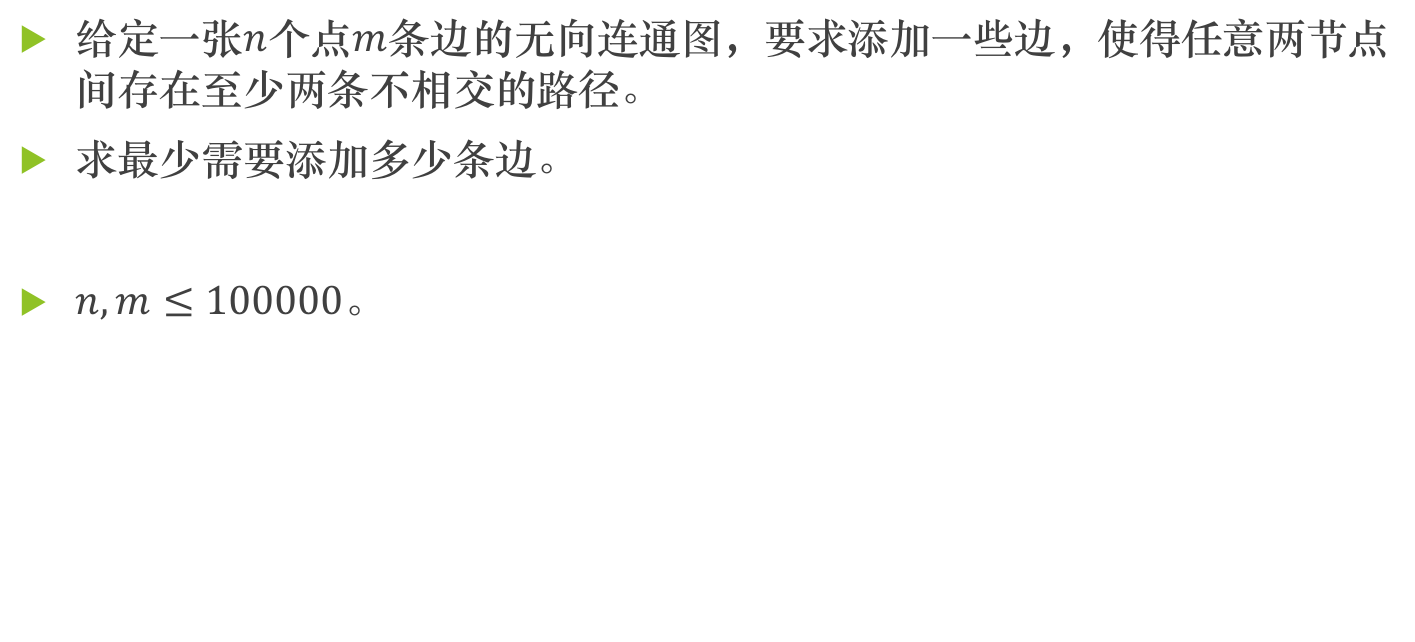 给定一张n个点m条边的无向连通图，要求添加一些边，使得任意两节点
间存在至少两条不相交的路径。
求最少需要添加多少条边。
n, m ≤ 100000。